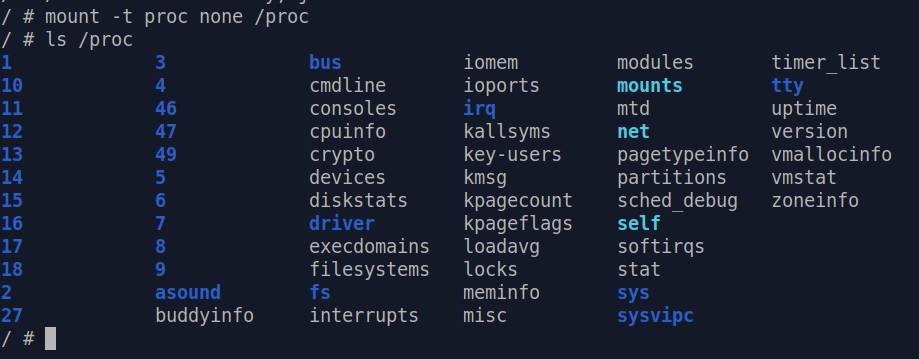 / # mount -t proc none /proc
/ # ls /proc
1 3 bus iomem modules timer_list
10 4 cmdline ioports mounts tty
11 46 consoles irq mtd uptime
12 47 cpuinfo kallsyms net version
13 49 crypto key-users pagetypeinfo vmallocinfo
14 5 devices kmsg partitions vmstat
15 6 diskstats kpagecount sched_debug zoneinfo
16 7 driver kpageflags self
17 8 execdomains loadavg softirqs
18 9 filesystems locks stat
2 asound fs meminfo sys
27 buddyinfo interrupts misc sysvipc
/ #